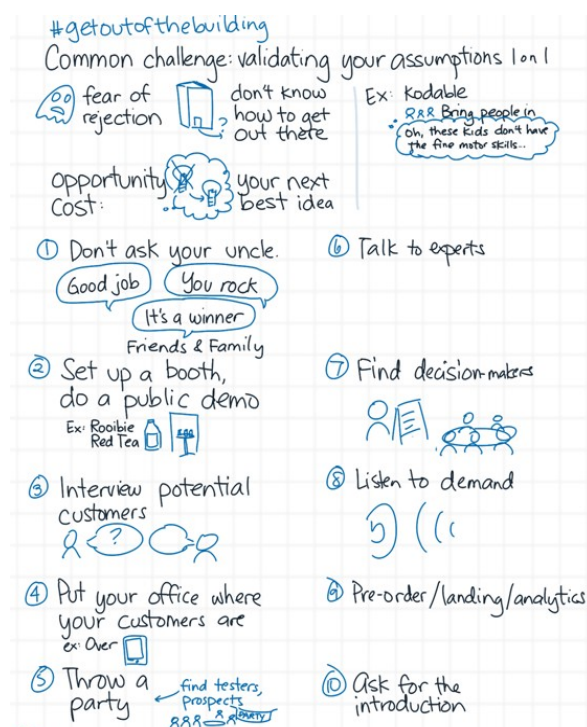 #getoutofthebuilding
Common challenge: validating your assumptions 1 on 1
fear of
rejection
don't know
how to get
out there
?
Ex: Kodable
Bring people in
oh, these kids don't have
the fine motor skills...
opportunity
cost:
your next
best idea
① Don't ask your uncle.
Good job
You rock
It's a winner
Friends & Family
② Set up a booth,
do a public demo
Ex: Rooibie
Red Tea
③ Interview potential
customers
?
④ Put your office where
your customers are
ex: Over
⑤ Throw a
party
find testers,
prospects
PARTY
⑥ Talk to experts
⑦ Find decision-makers
⑧ Listen to demand
⑨ Pre-order/landing/analytics
⑩ Ask for the
introduction